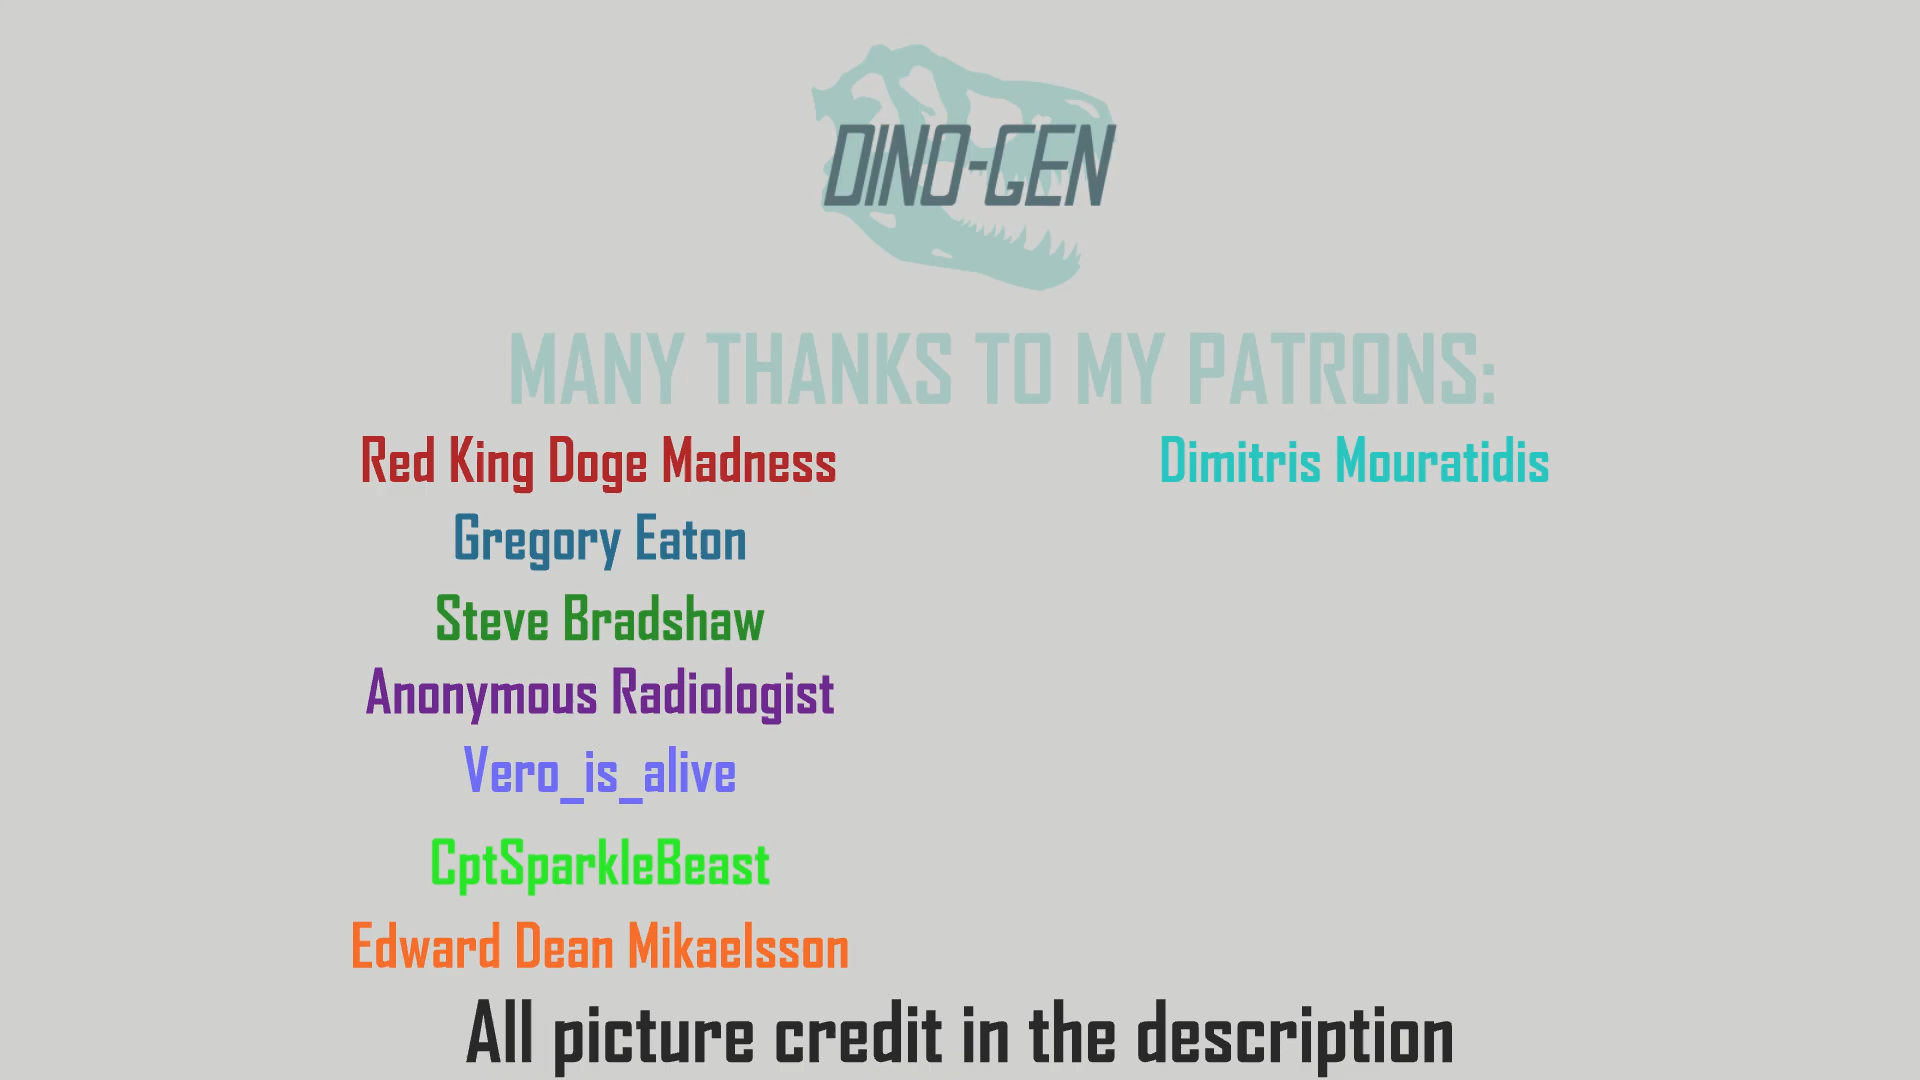 DINO-GEN
MANY THANKS TO MY PATRONS:
Red King Doge Madness
Gregory Eaton
Steve Bradshaw
Anonymous Radiologist
Vero_is_alive
CptSparkleBeast
Edward Dean Mikaelsson
Dimitris Mouratidis
All picture credit in the description